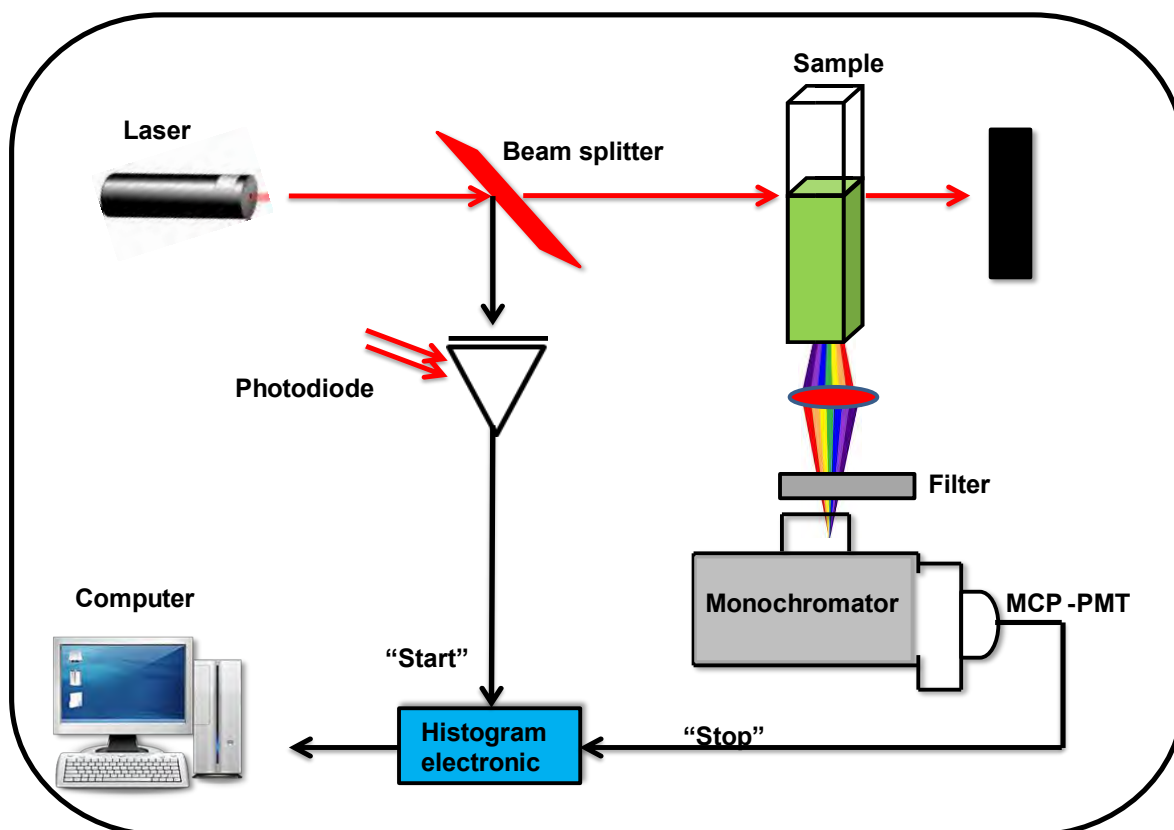 Sample
Laser
Beam splitter
Photodiode
Filter
Monochromator
MCP -PMT
Computer
“Start”
Histogram
electronic
“Stop”